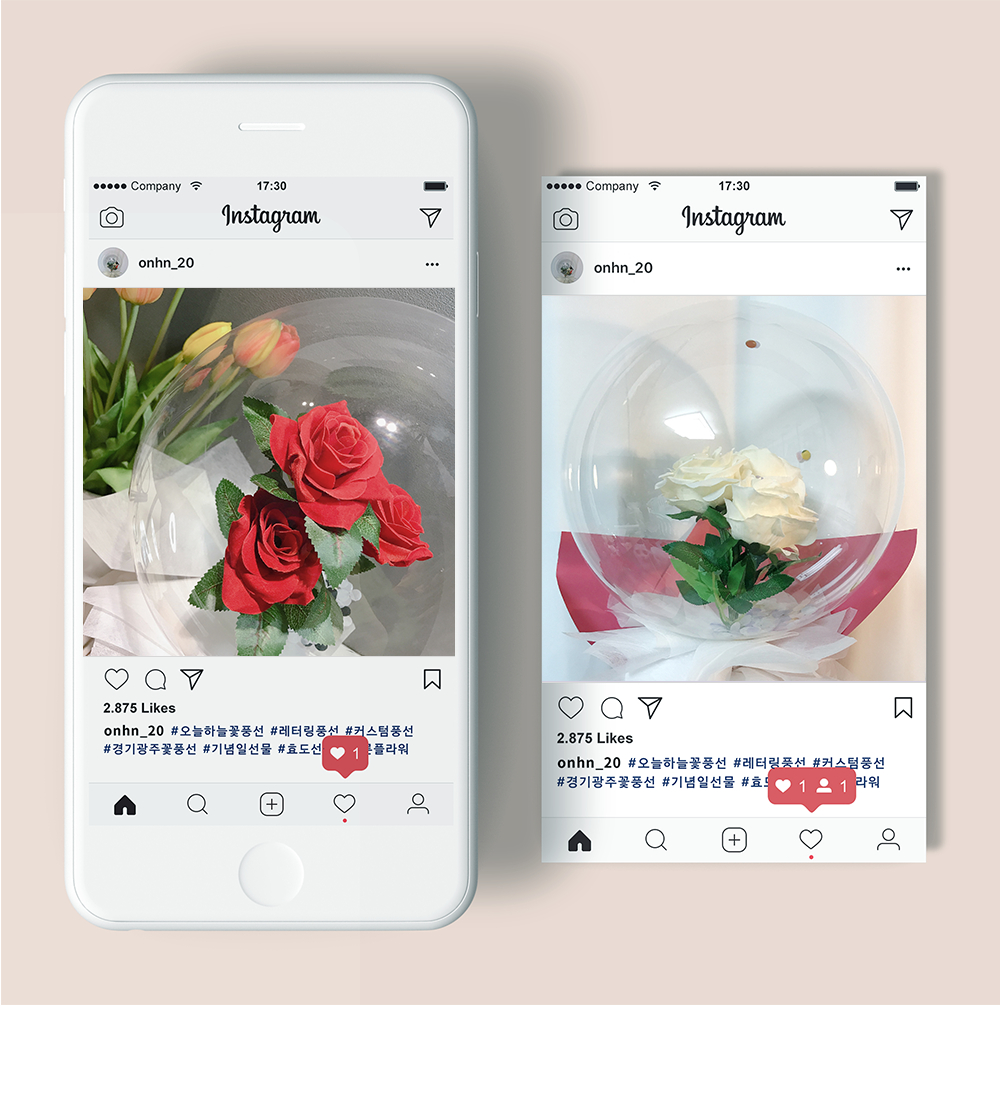 Company 17:30
Instagram
onhn_20
2.875 Likes
onhn_20 #오늘하늘꽃풍선 #레터링풍선 #커스텀풍선
#경기광주꽃풍선 #기념일선물 #효도선 플라워
1
Company 17:30
Instagram
onhn_20
2.875 Likes
onhn_20 #오늘하늘꽃풍선 #레터링풍선 #커스텀풍선
#경기광주꽃풍선 #기념일선물 라워
1 1